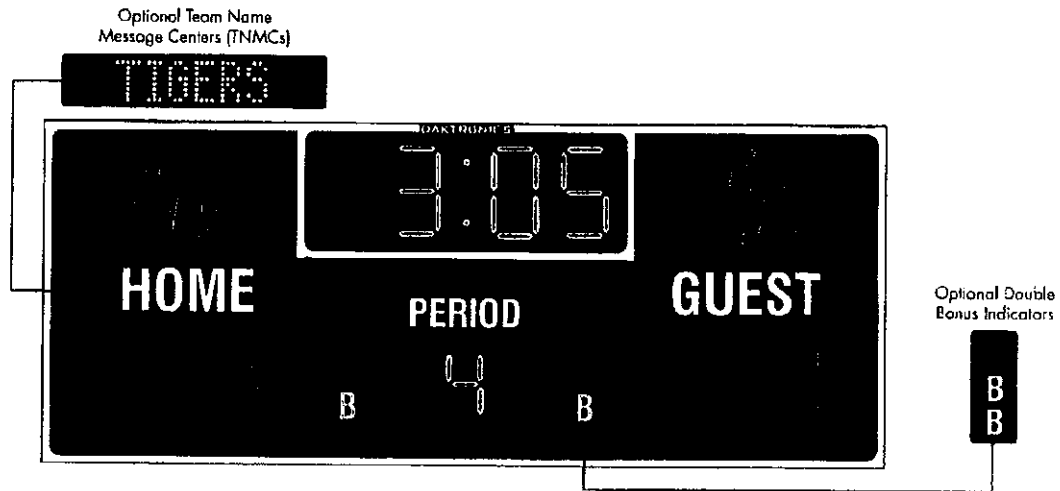 Optional Team Name
Message Centers (TNMCs)
TIGERS
DAKTRONICS
3:05
HOME
GUEST
PERIOD
4
B
B
Optional Double
Bonus Indicators
B
B